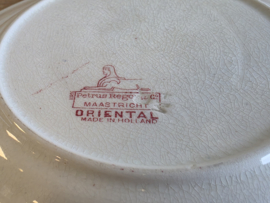 Petrus Regout & Co
MAASTRICHT
ORIENTAL
MADE IN HOLLAND